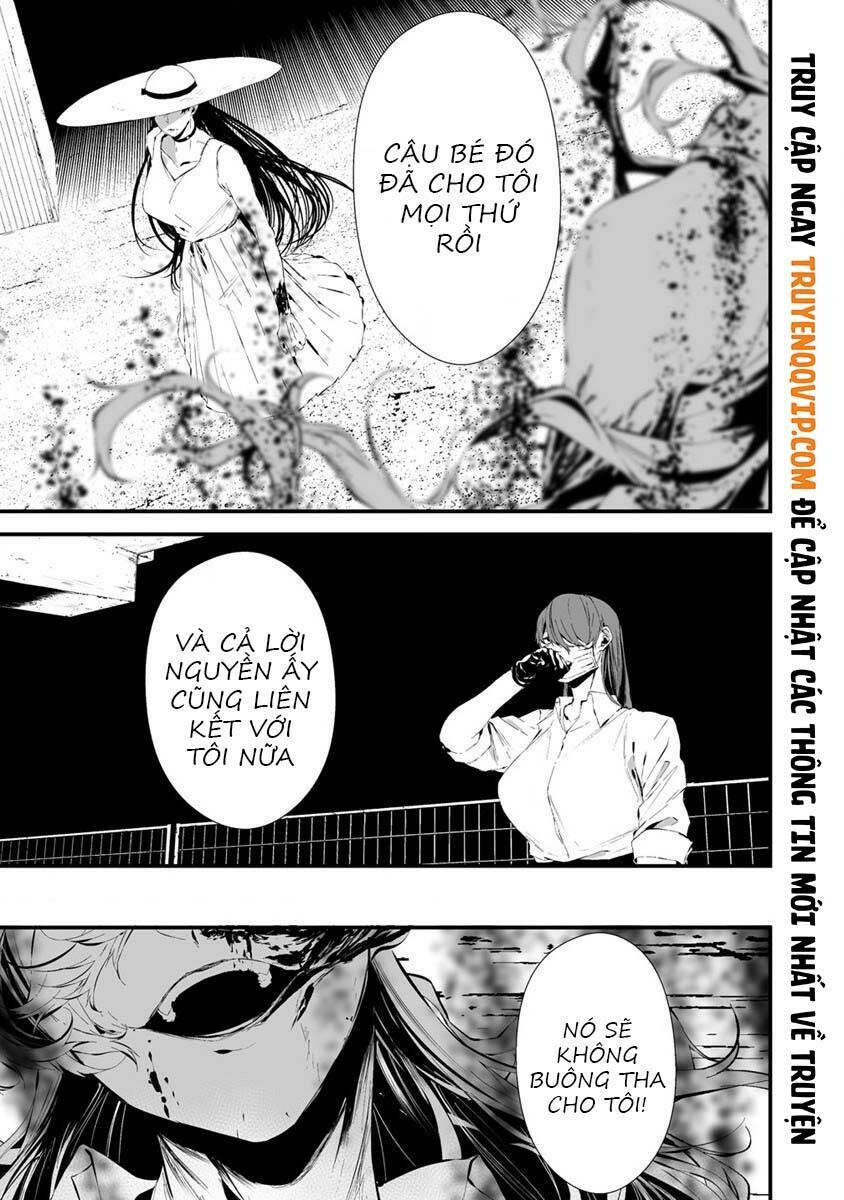 CẬU BÉ ĐÓ
ĐÃ CHO TÔI
MỌI THỨ
RỒI
VÀ CẢ LỜI
NGUYỀN ẤY
CŨNG LIÊN
KẾT VỚI
TÔI NỮA
NÓ SẼ
KHÔNG
BUÔNG THA
CHO TÔI!
TRUY CẬP NGAY TRUYENQQVIP.COM ĐỂ CẬP NHẬT CÁC THÔNG TIN MỚI NHẤT VỀ TRUYỆN